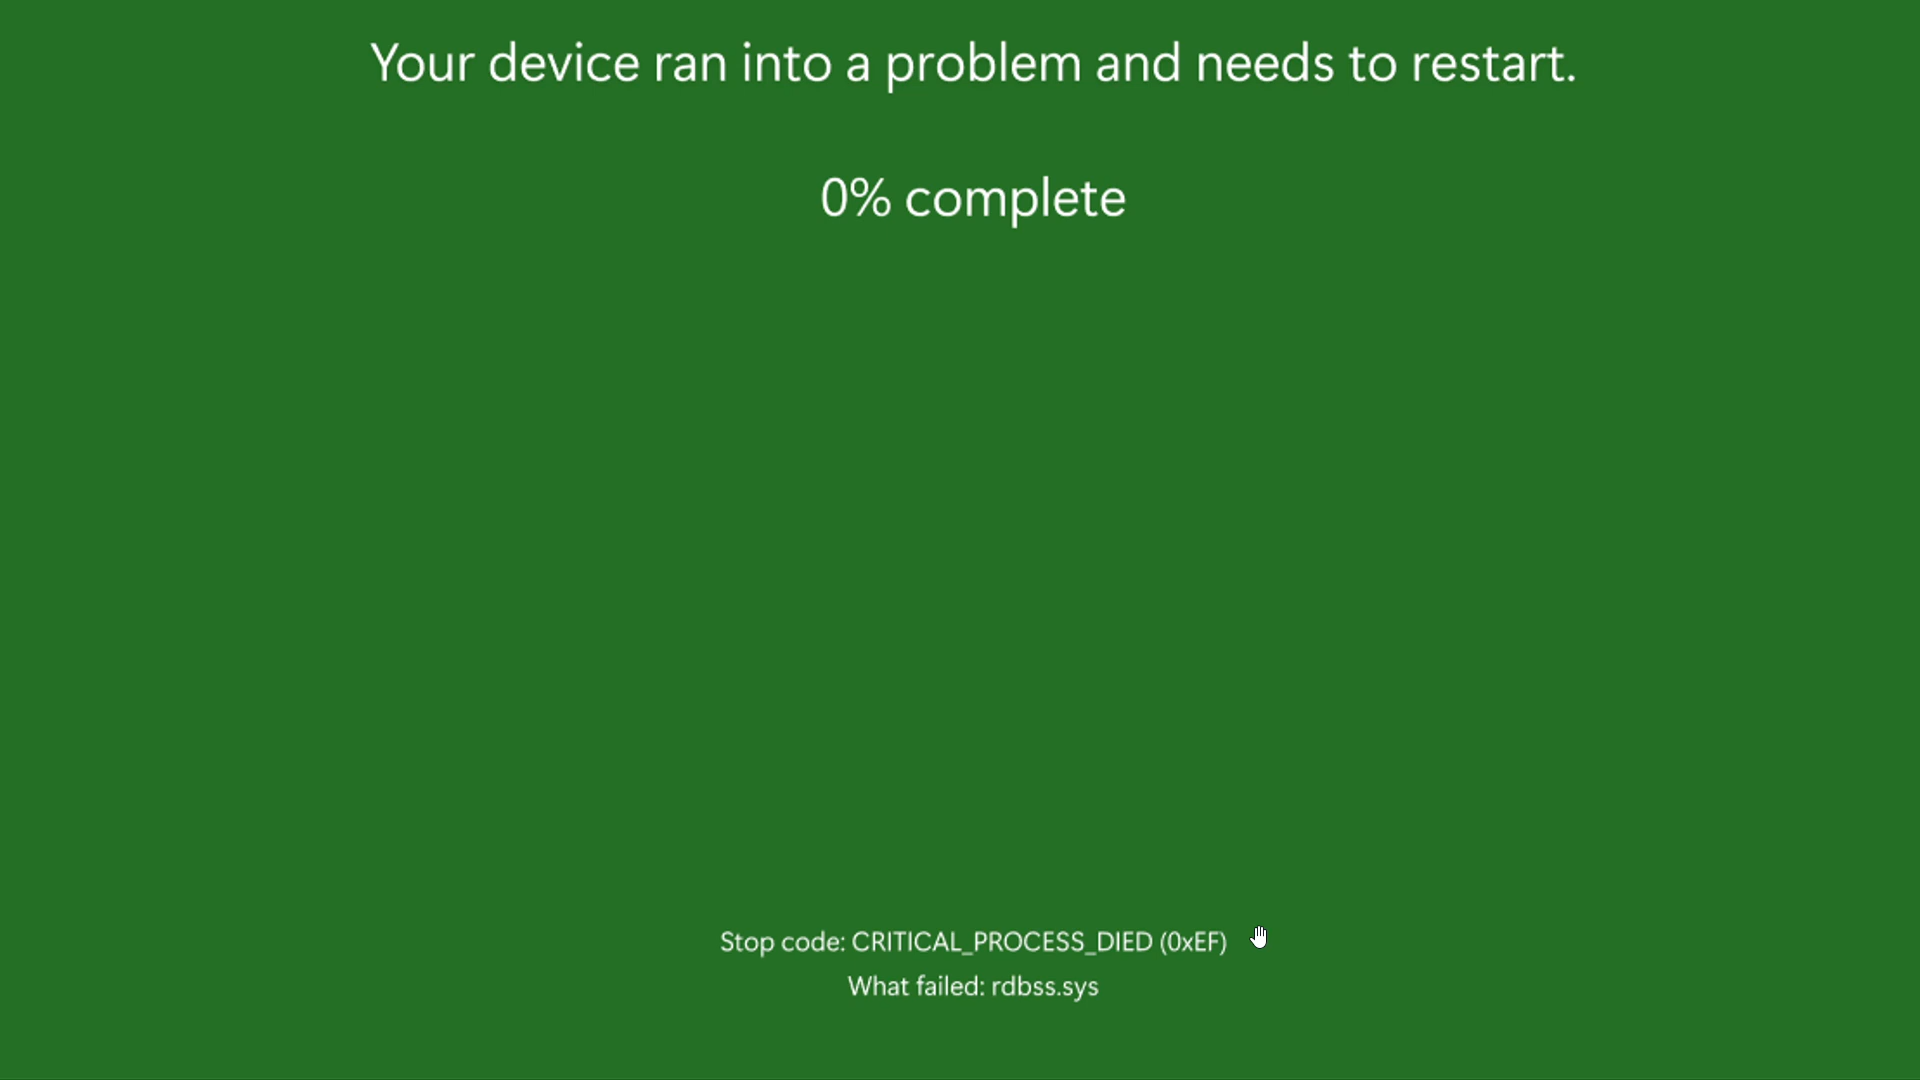 Your device ran into a problem and needs to restart.
0% complete
Stop code: CRITICAL_PROCESS_DIED (0xEF)
What failed: rdbss.sys